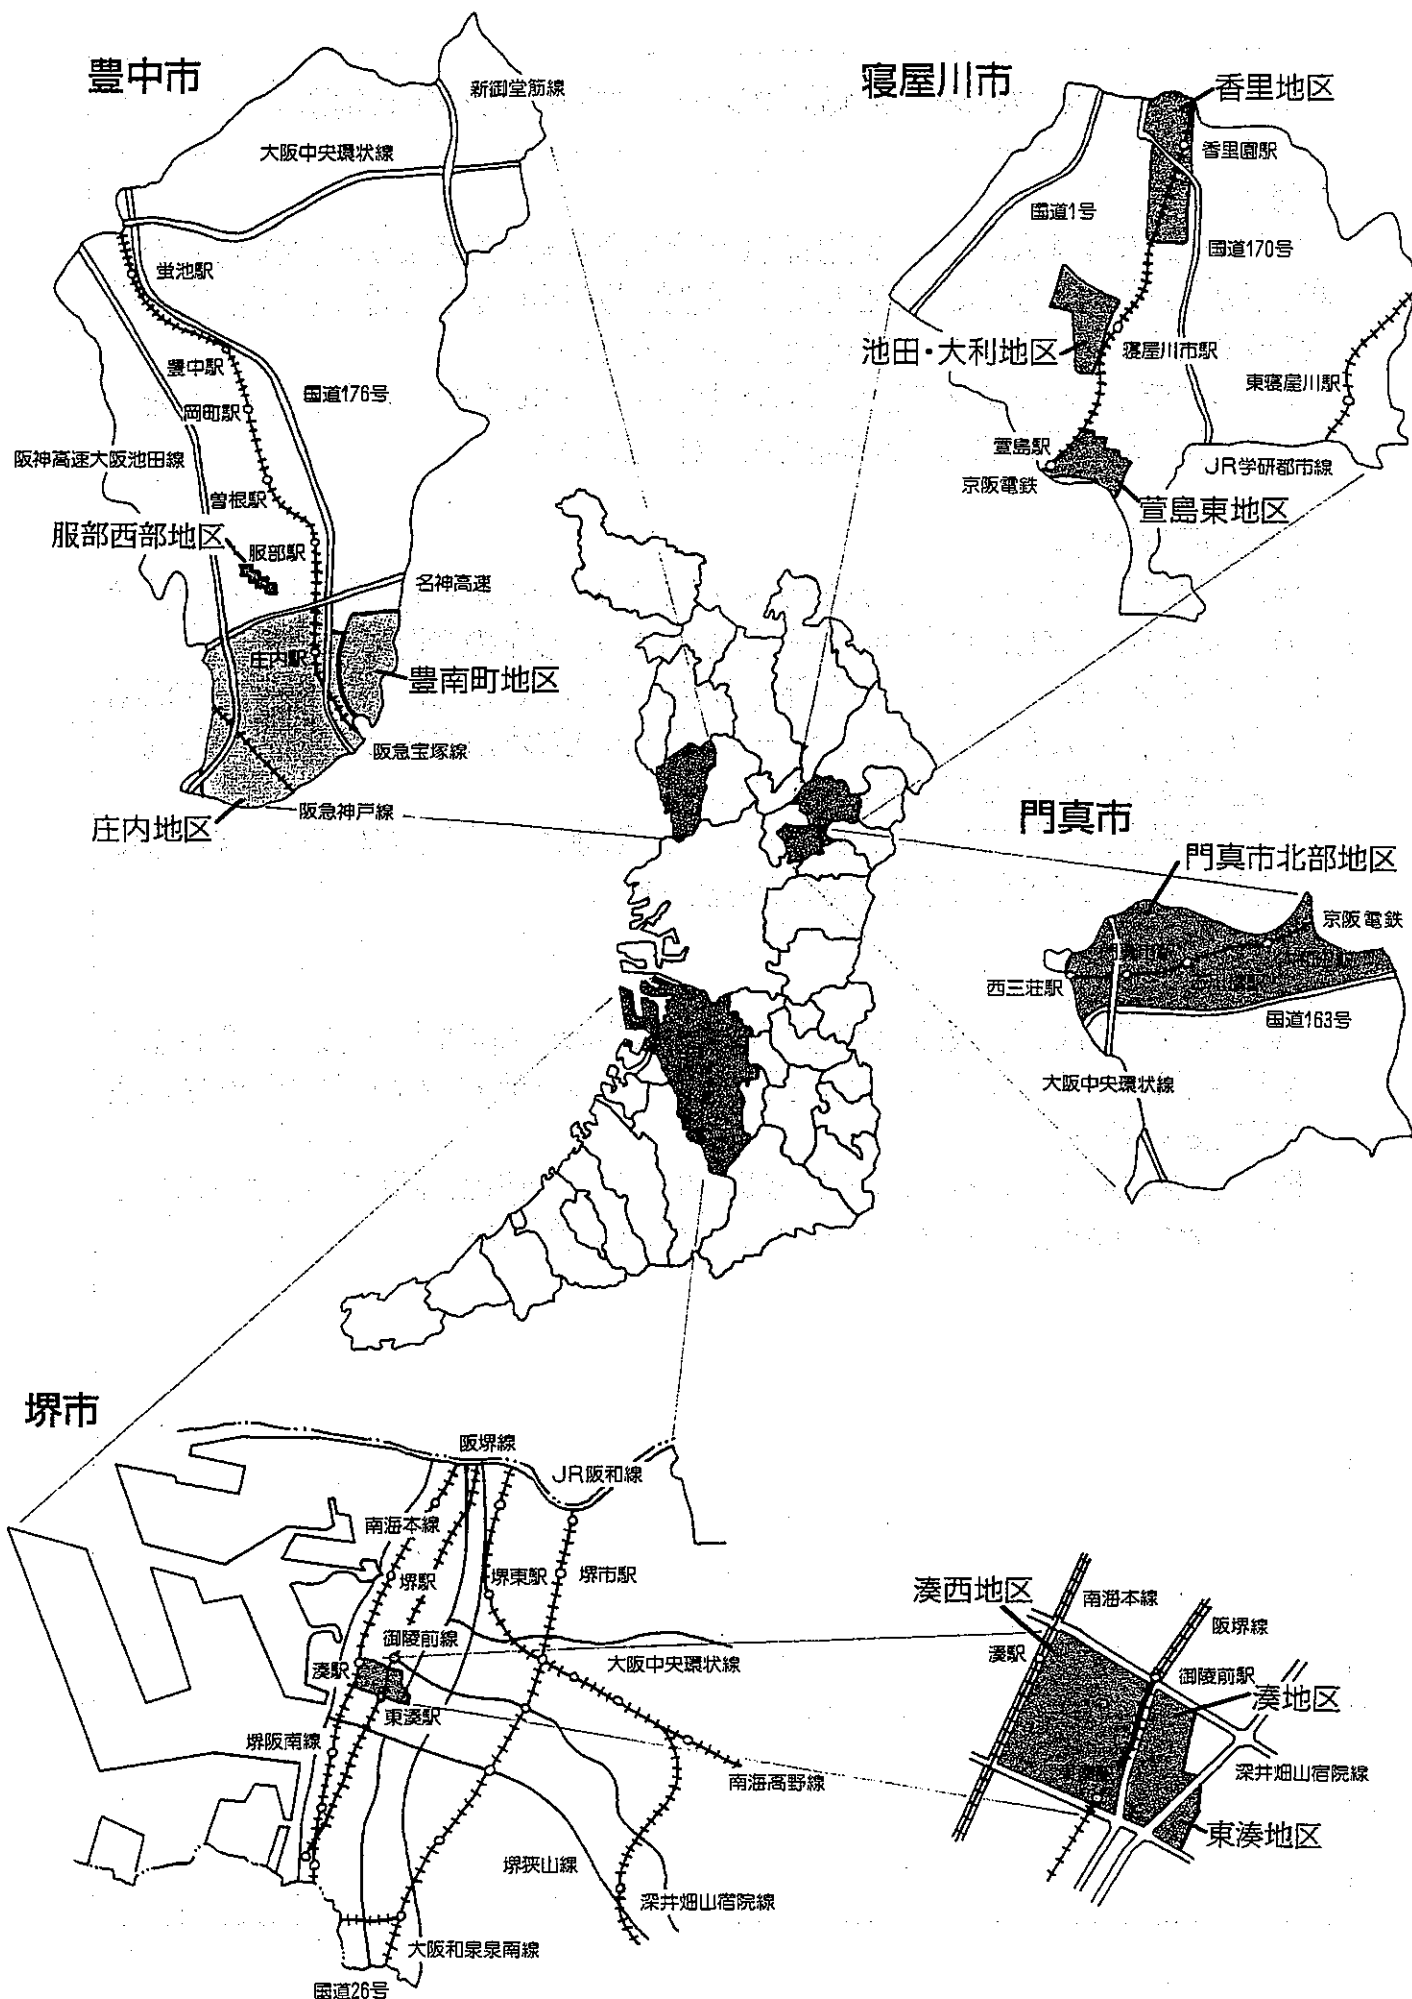 豊中市
新御堂筋線
大阪中央環状線
蛍池駅
豊中駅
岡町駅
国道176号
阪神高速大阪池田線
曽根駅
服部西部地区
服部駅
名神高速
庄内駅
豊南町地区
阪急宝塚線
阪急神戸線
庄内地区
寝屋川市
香里地区
香里園駅
国道1号
国道170号
池田・大利地区
寝屋川市駅
東寝屋川駅
萱島駅
JR学研都市線
京阪電鉄
萱島東地区
門真市
門真市北部地区
京阪電鉄
西三荘駅
国道163号
大阪中央環状線
堺市
阪堺線
JR阪和線
南海本線
堺駅
堺東駅
堺市駅
御陵前線
大阪中央環状線
湊駅
東湊駅
堺阪南線
南海高野線
堺狭山線
深井畑山宿院線
大阪和泉泉南線
国道26号
湊西地区
南海本線
阪堺線
湊駅
御陵前駅
湊地区
深井畑山宿院線
東湊地区